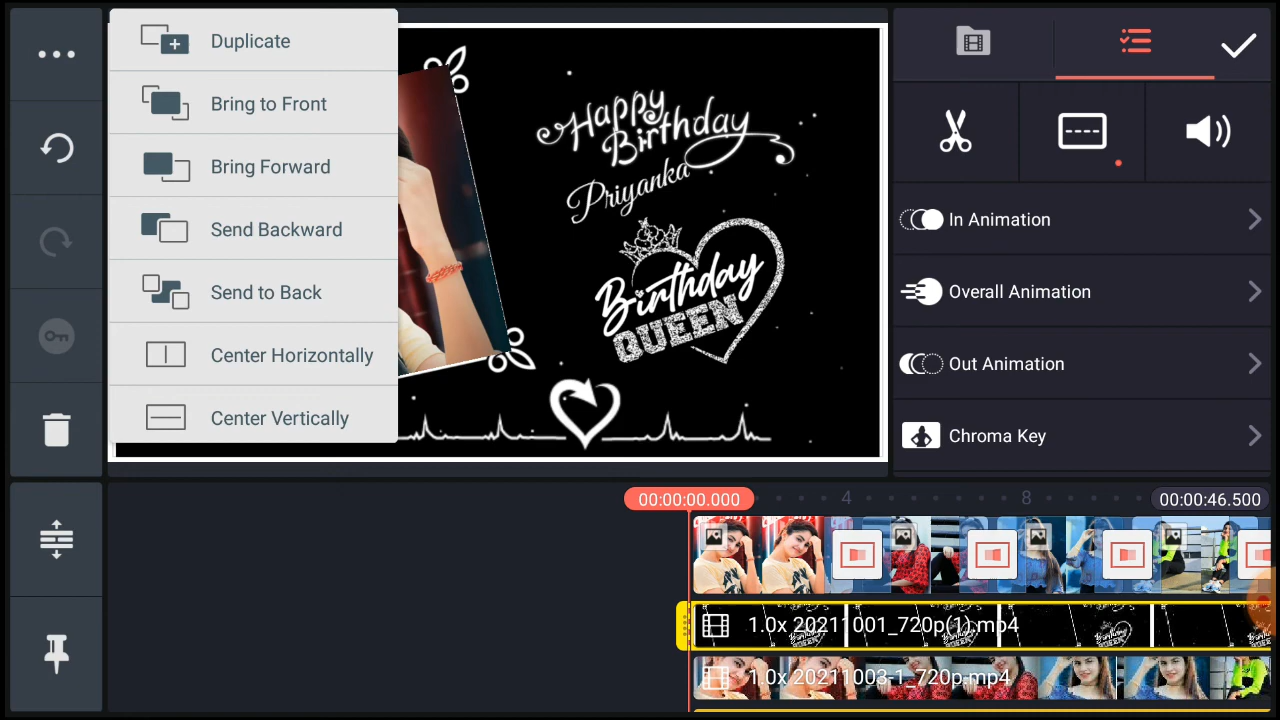 Duplicate
Bring to Front
Bring Forward
Send Backward
Send to Back
Center Horizontally
Center Vertically
Happy
Birthday
Priyanka
Birthday
QUEEN
In Animation
Overall Animation
Out Animation
Chroma Key
00:00:00.000
4
8
00:00:46.500
1.0x 20211001_720p(1).mp4
1.0x 20211003-1_720p.mp4